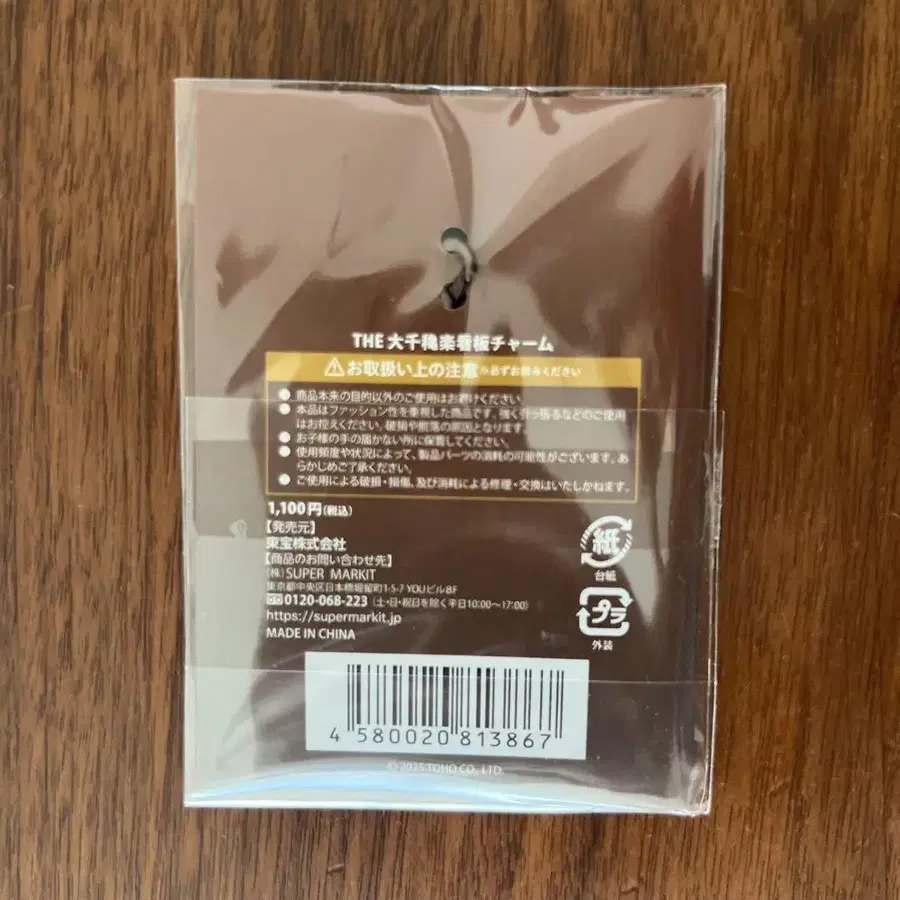 THE 大千穐楽看板チャーム
⚠お取扱い上の注意 ※必ずお読みください
● 商品本来の目的以外のご使用はお避けください。
● 本品はファッション性を重視した商品です。強く引っ張るなどのご使用
はお控えください。破損や脱落の原因となります。
● お子様の手の届かない所に保管してください。
● 使用頻度や状況によって、製品パーツの消耗の可能性がございます。あ
らかじめご了承ください。
● ご使用による破損・損傷、及び消耗による修理・交換はいたしかねます。
1,100円(税込)
【発売元】
東宝株式会社
【商品のお問い合わせ先】
(株) SUPER MARKIT
東京都中央区日本橋堀留町1-5-7 YOUビル8F
0120-068-223 (土・日・祝日を除く平日10:00～17:00)
https://supermarkit.jp
MADE IN CHINA
紙
台紙
プラ
外装
4 580020 813867
© 2025 TOHO CO., LTD.